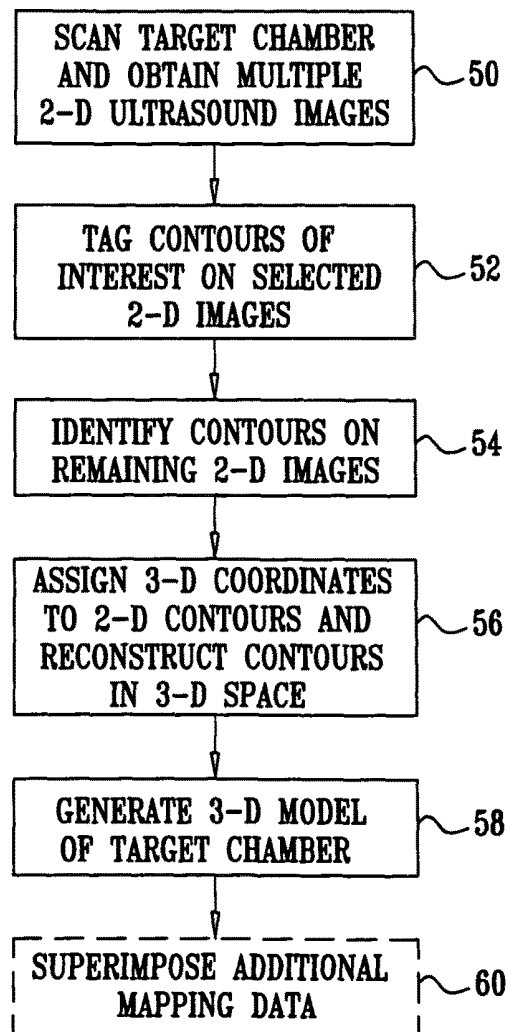 SCAN TARGET CHAMBER
AND OBTAIN MULTIPLE
2-D ULTRASOUND IMAGES
50
TAG CONTOURS OF
INTEREST ON SELECTED
2-D IMAGES
52
IDENTIFY CONTOURS ON
REMAINING 2-D IMAGES
54
ASSIGN 3-D COORDINATES
TO 2-D CONTOURS AND
RECONSTRUCT CONTOURS
IN 3-D SPACE
56
GENERATE 3-D MODEL
OF TARGET CHAMBER
58
SUPERIMPOSE ADDITIONAL
MAPPING DATA
60